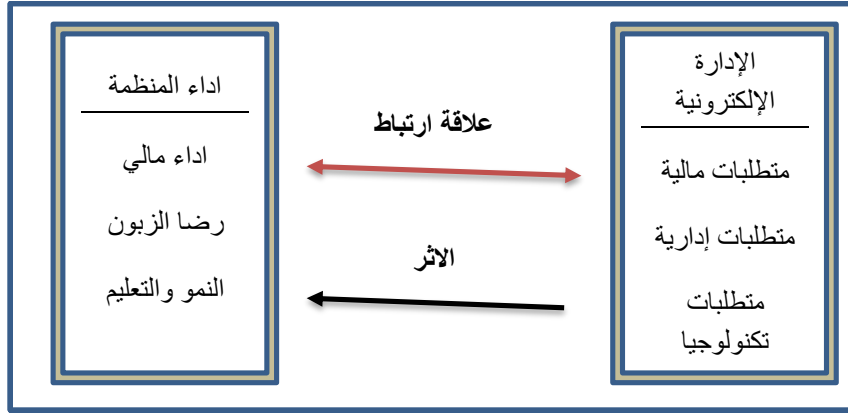 الإدارة
الإلكترونية
متطلبات مالية
متطلبات إدارية
متطلبات
تكنولوجيا
علاقة ارتباط
الاثر
اداء المنظمة
اداء مالي
رضا الزبون
النمو والتعليم